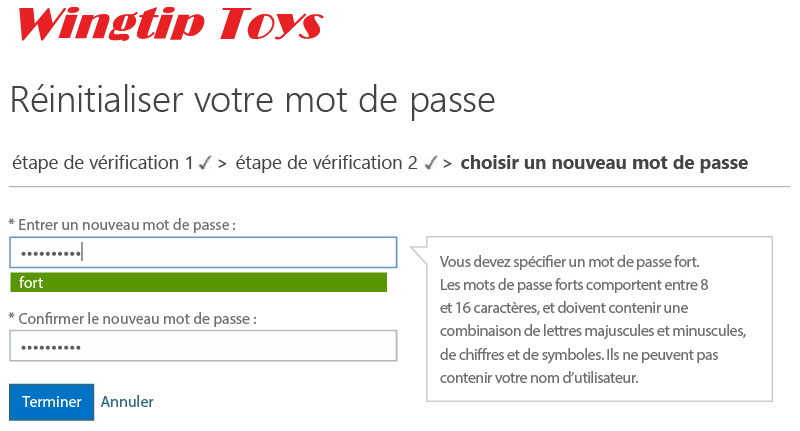 Wingtip Toys
Réinitialiser votre mot de passe
étape de vérification 1 ✓ > étape de vérification 2 ✓ > choisir un nouveau mot de passe
* Entrer un nouveau mot de passe :
••••••••••
fort
* Confirmer le nouveau mot de passe :
••••••••••
Vous devez spécifier un mot de passe fort.
Les mots de passe forts comportent entre 8
et 16 caractères, et doivent contenir une
combinaison de lettres majuscules et minuscules,
de chiffres et de symboles. Ils ne peuvent pas
contenir votre nom d'utilisateur.
Terminer Annuler